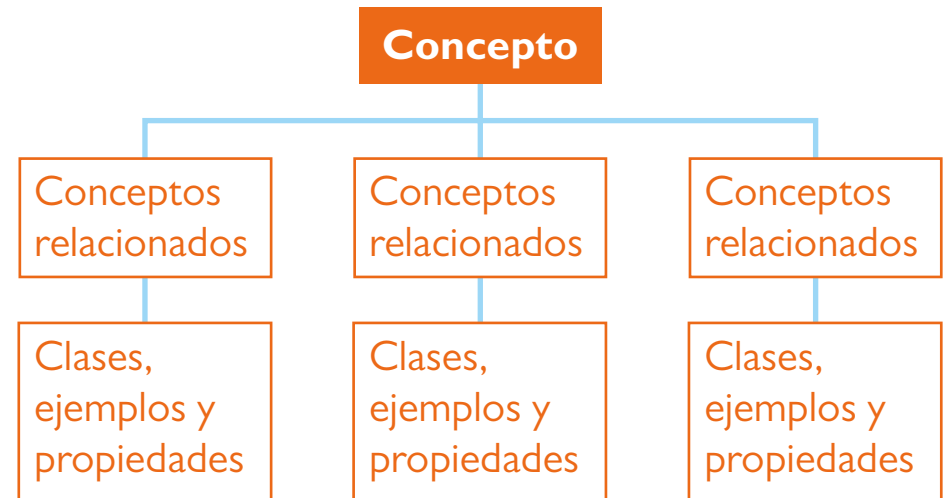 Concepto
Conceptos
relacionados
Conceptos
relacionados
Conceptos
relacionados
Clases,
ejemplos y
propiedades
Clases,
ejemplos y
propiedades
Clases,
ejemplos y
propiedades